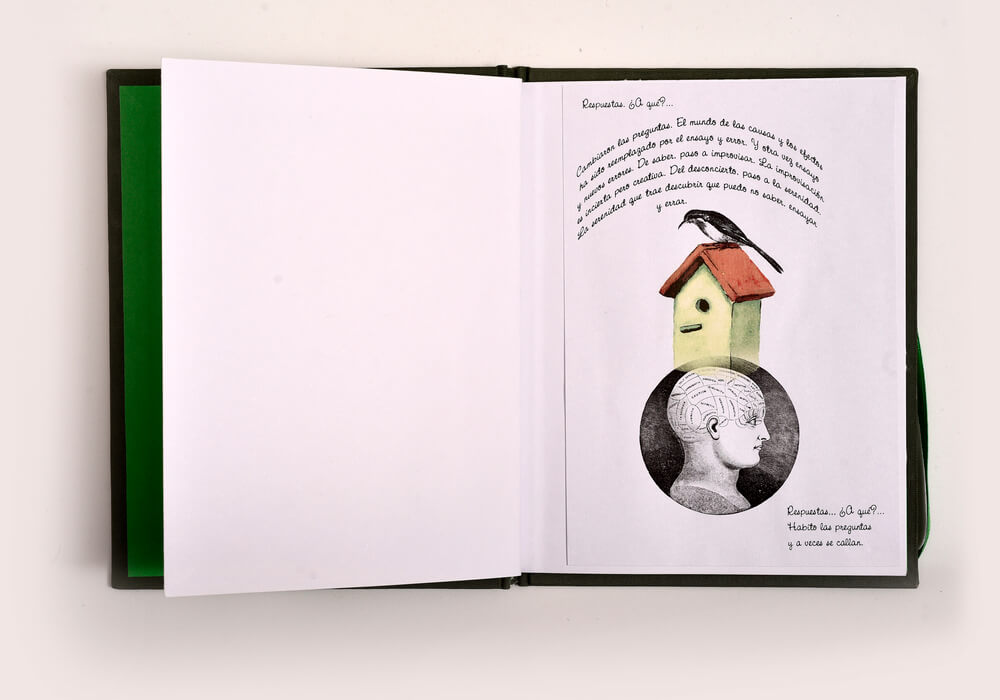 Respuestas. ¿A qué?...
Cambiaron las preguntas. El mundo de las causas y los efectos
ha sido reemplazado por el ensayo y error. Y otra vez ensayo
y nuevos errores. De saber, paso a improvisar. La improvisación
es incierta pero creativa. Del desconcierto, paso a la serenidad.
La serenidad que trae descubrir que puedo no saber, ensayar
y errar.
Respuestas... ¿A qué?...
Habito las preguntas
y a veces se callan.